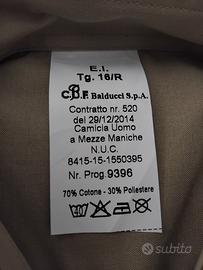 E.I.
Tg. 16/R
C.B.F. Balducci S.p.A.
Contratto nr. 520
del 29/12/2014
Camicia Uomo
a Mezze Maniche
N.U.C.
8415-15-1550395
Nr. Prog. 9396
70% Cotone - 30% Poliestere
subito